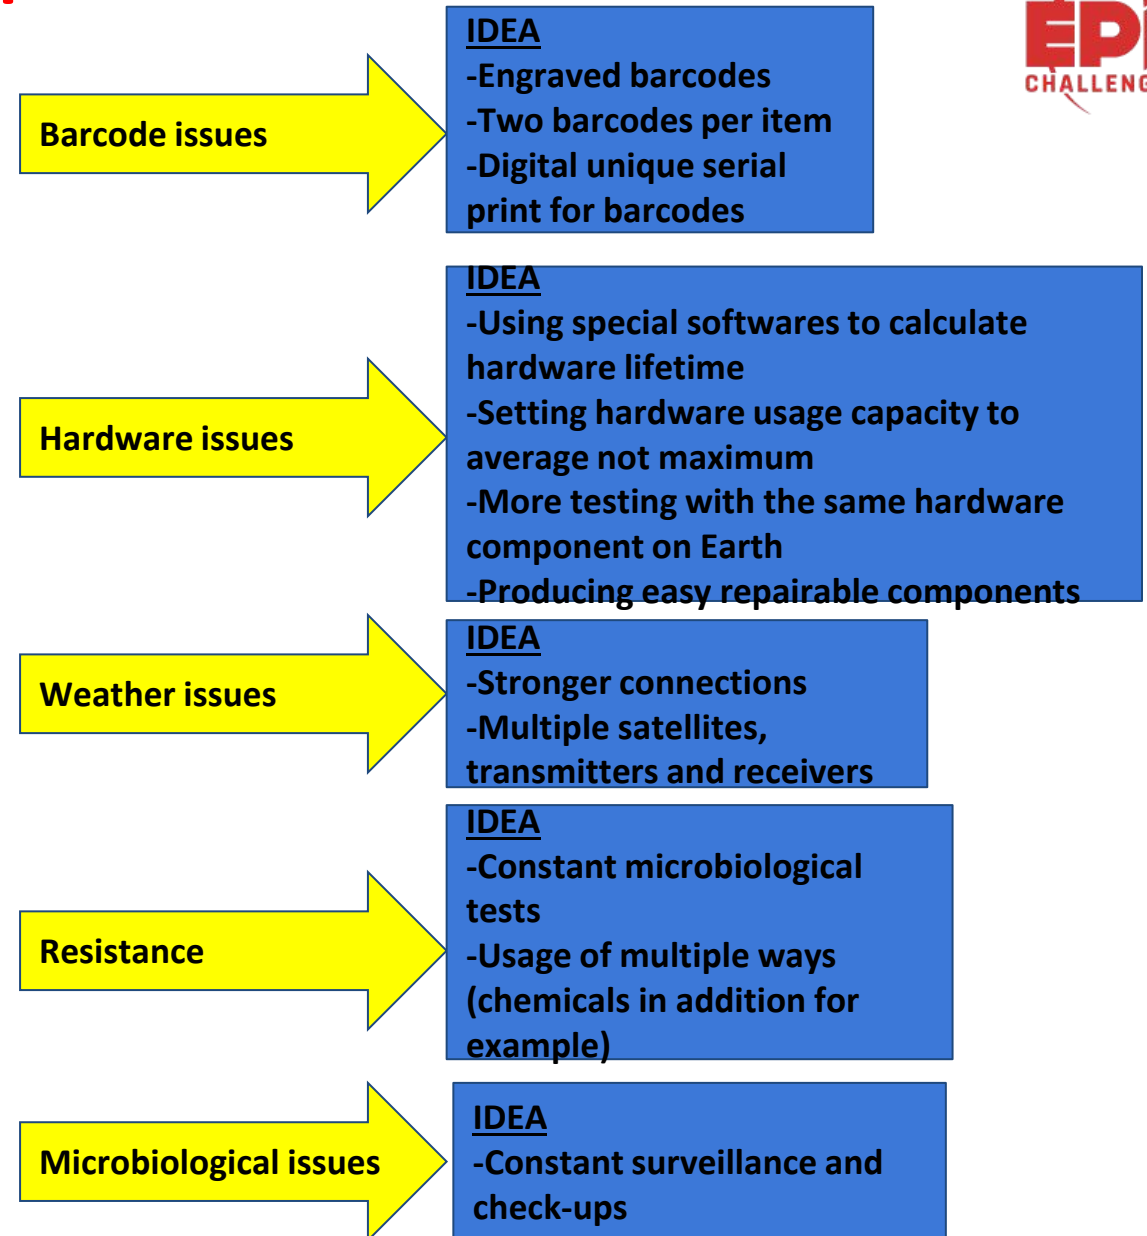 CHALLENG
Barcode issues
IDEA
-Engraved barcodes
-Two barcodes per item
-Digital unique serial
print for barcodes
Hardware issues
IDEA
-Using special softwares to calculate
hardware lifetime
-Setting hardware usage capacity to
average not maximum
-More testing with the same hardware
component on Earth
-Producing easy repairable components
Weather issues
IDEA
-Stronger connections
-Multiple satellites,
transmitters and receivers
Resistance
IDEA
-Constant microbiological
tests
-Usage of multiple ways
(chemicals in addition for
example)
Microbiological issues
IDEA
-Constant surveillance and
check-ups